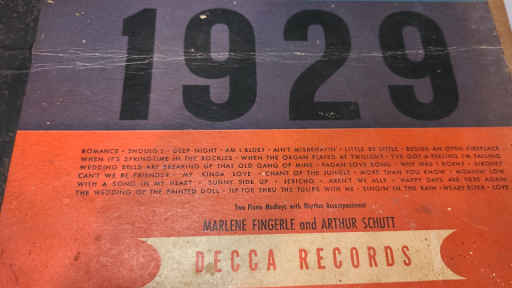 1929
ROMANCE • SHOULD I • DEEP NIGHT • AM I BLUE? • AIN'T MISBEHAVIN' • LITTLE BY LITTLE • BESIDE AN OPEN FIREPLACE
WHEN IT'S SPRINGTIME IN THE ROCKIES • WHEN THE ORGAN PLAYED AT TWILIGHT • I'VE GOT A FEELING I'M FALLING
WEDDING BELLS ARE BREAKING UP THAT OLD GANG OF MINE • PAGAN LOVE SONG • WHY WAS I BORN? •
CAN'T WE BE FRIENDS • MY KINDA LOVE • CHANT OF THE JUNGLE • MORE THAN YOU KNOW • MOANIN' LOW
WITH A SONG IN MY HEART • SUNNY SIDE UP • JERICHO • AREN'T WE ALL? • HAPPY DAYS ARE HERE AGAIN
THE WEDDING OF THE PAINTED DOLL • TIP TOE THRU THE TULIPS WITH ME • SINGIN' IN THE RAIN • WEARY RIVER • LOVE
Two Piano Medleys with Rhythm Accompaniment
MARLENE FINGERLE and ARTHUR SCHUTT
DECCA RECORDS